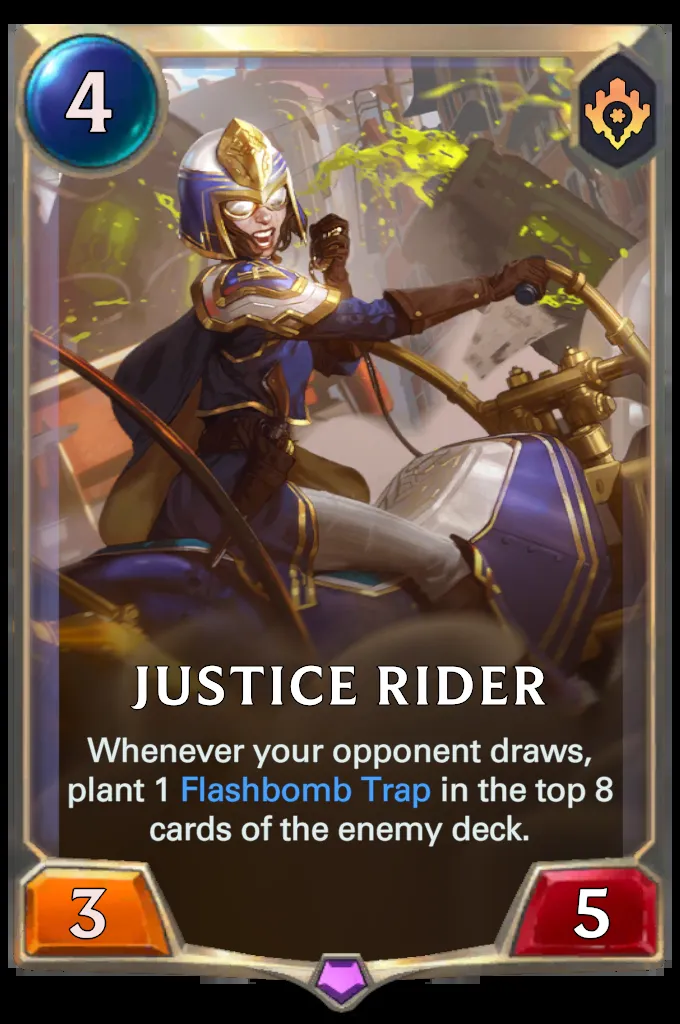 4
JUSTICE RIDER
Whenever your opponent draws,
plant 1 Flashbomb Trap in the top 8
cards of the enemy deck.
3
5